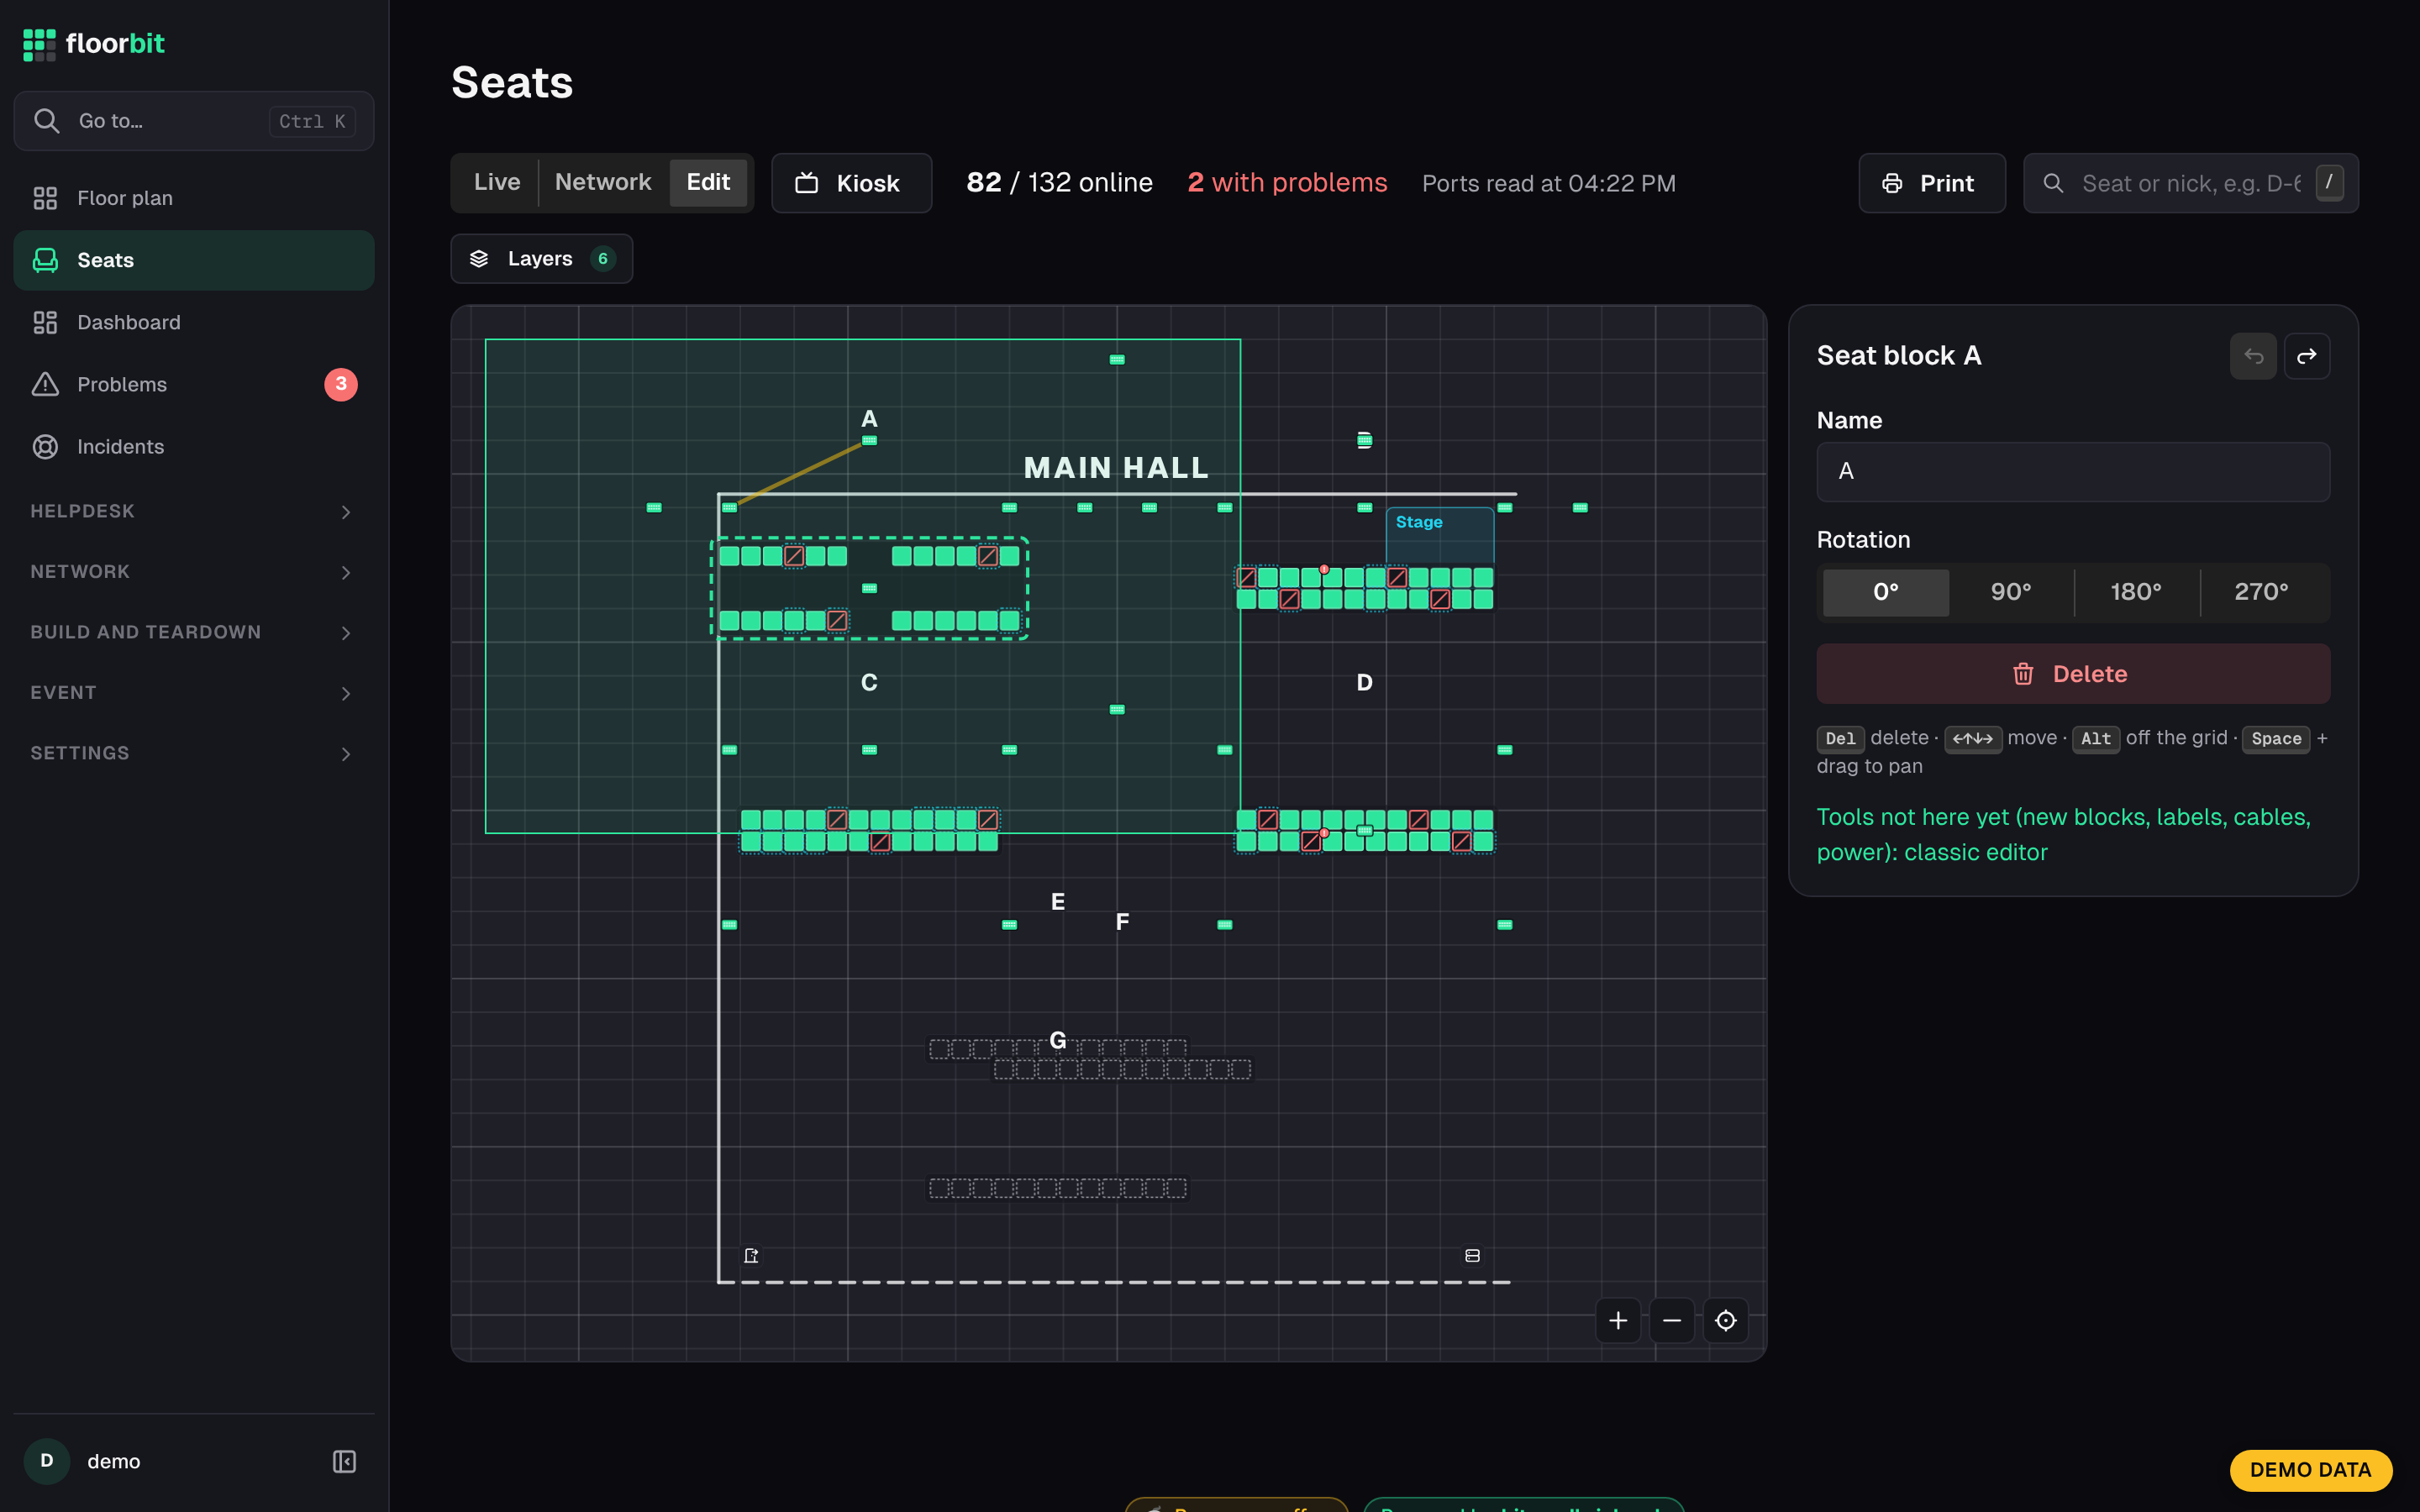 floorbit
Go to...
Ctrl K
Floor plan
Seats
Dashboard
Problems
3
Incidents
HELPDESK
NETWORK
BUILD AND TEARDOWN
EVENT
SETTINGS
D
demo
Seats
Live
Network
Edit
Kiosk
82 / 132 online
2 with problems
Ports read at 04:22 PM
Print
Seat or nick, e.g. D-6
/
Layers
6
A
MAIN HALL
Stage
C
D
E
F
G
Seat block A
Name
A
Rotation
0°
90°
180°
270°
Delete
Del delete · ←↑↓→ move · Alt off the grid · Space +
drag to pan
Tools not here yet (new blocks, labels, cables,
power): classic editor
DEMO DATA